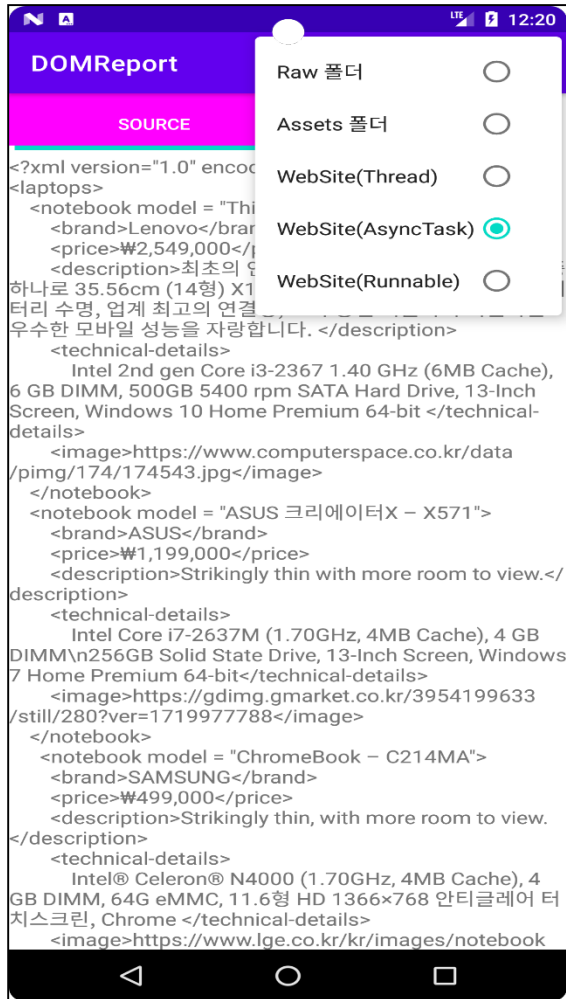 N A LTE 12:20
DOMReport
Raw 폴더
Assets 폴더
WebSite(Thread)
WebSite(AsyncTask)
WebSite(Runnable)
SOURCE
<?xml version="1.0" enco
<laptops>
<notebook model = "Thi
<brand>Lenovo</bra
<price>₩2,549,000</
<description>최초의
하나로 35.56cm (14형) X1
터리 수명, 업계 최고의 연결
우수한 모바일 성능을 자랑합니다. </description>
<technical-details>
Intel 2nd gen Core i3-2367 1.40 GHz (6MB Cache),
6 GB DIMM, 500GB 5400 rpm SATA Hard Drive, 13-Inch
Screen, Windows 10 Home Premium 64-bit </technical-
details>
<image>https://www.computerspace.co.kr/data
/pimg/174/174543.jpg</image>
</notebook>
<notebook model = "ASUS 크리에이터X – X571">
<brand>ASUS</brand>
<price>₩1,199,000</price>
<description>Strikingly thin with more room to view.</
description>
<technical-details>
Intel Core i7-2637M (1.70GHz, 4MB Cache), 4 GB
DIMM\n256GB Solid State Drive, 13-Inch Screen, Windows
7 Home Premium 64-bit</technical-details>
<image>https://gdimg.gmarket.co.kr/3954199633
/still/280?ver=1719977788</image>
</notebook>
<notebook model = "ChromeBook – C214MA">
<brand>SAMSUNG</brand>
<price>₩499,000</price>
<description>Strikingly thin, with more room to view.
</description>
<technical-details>
Intel® Celeron® N4000 (1.70GHz, 4MB Cache), 4
GB DIMM, 64G eMMC, 11.6형 HD 1366×768 안티글레어 터
치스크린, Chrome </technical-details>
<image>https://www.lge.co.kr/kr/images/notebook